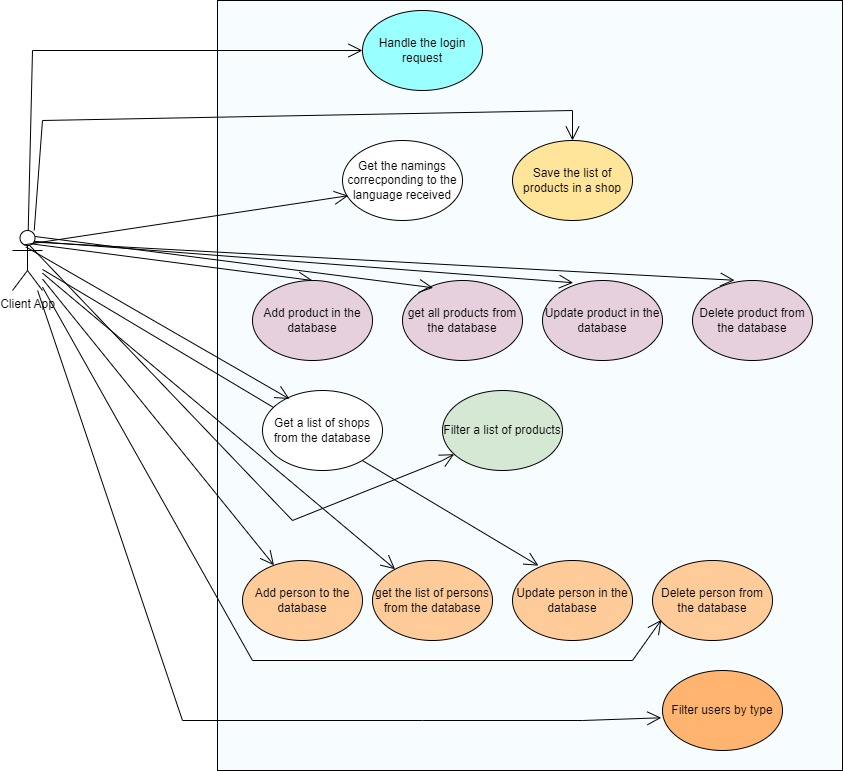 Handle the login
request
Get the namings
correcponding to the
language received
Save the list of
products in a shop
Client App
Add product in the
database
get all products from
the database
Update product in the
database
Delete product from
the database
Get a list of shops
from the database
Filter a list of products
Add person to the
database
get the list of persons
from the database
Update person in the
database
Delete person from
the database
Filter users by type